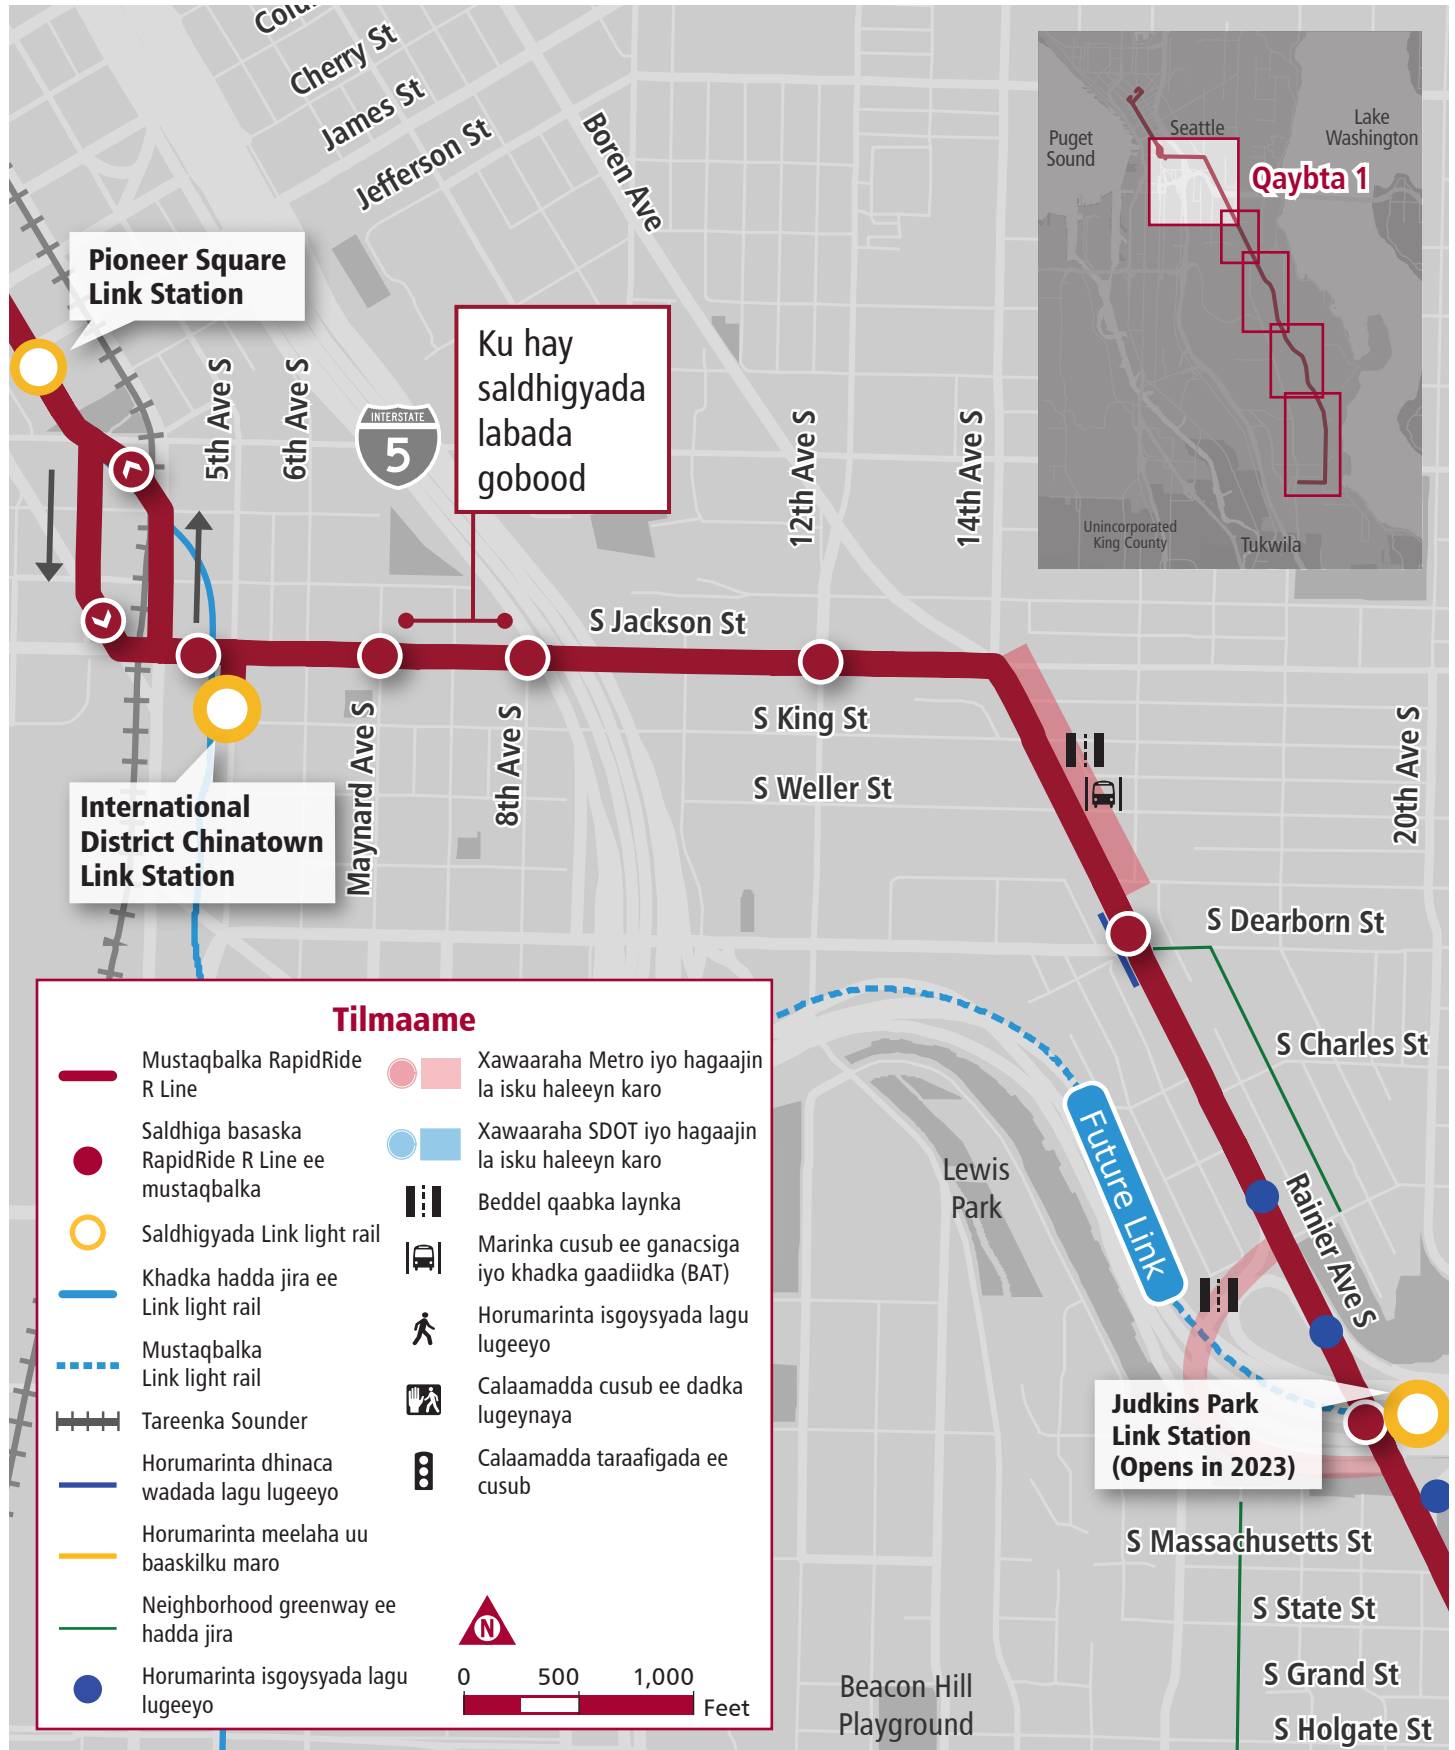 Cherry St
James St
Jefferson St
Boren Ave
Puget
Sound
Seattle
Lake
Washington
Qaybta 1
Unincorporated
King County
Tukwila
Pioneer Square
Link Station
5th Ave S
6th Ave S
INTERSTATE
5
Ku hay
saldhigyada
labada
gobood
12th Ave S
14th Ave S
S Jackson St
S King St
S Weller St
Maynard Ave S
8th Ave S
20th Ave S
International
District Chinatown
Link Station
S Dearborn St
S Charles St
Future Link
Lewis
Park
Rainier Ave S
Judkins Park
Link Station
(Opens in 2023)
S Massachusetts St
S State St
S Grand St
S Holgate St
Beacon Hill
Playground
Tilmaame
Mustaqbalka RapidRide
R Line
Saldhiga basaska
RapidRide R Line ee
mustaqbalka
Saldhigyada Link light rail
Khadka hadda jira ee
Link light rail
Mustaqbalka
Link light rail
Tareenka Sounder
Horumarinta dhinaca
wadada lagu lugeeyo
Horumarinta meelaha uu
baaskilku maro
Neighborhood greenway ee
hadda jira
Horumarinta isgoysyada lagu
lugeeyo
Xawaaraha Metro iyo hagaajin
la isku haleeyn karo
Xawaaraha SDOT iyo hagaajin
la isku haleeyn karo
Beddel qaabka laynka
Marinka cusub ee ganacsiga
iyo khadka gaadiidka (BAT)
Horumarinta isgoysyada lagu
lugeeyo
Calaamadda cusub ee dadka
lugeynaya
Calaamadda taraafigada ee
cusub
N
0 500 1,000
Feet